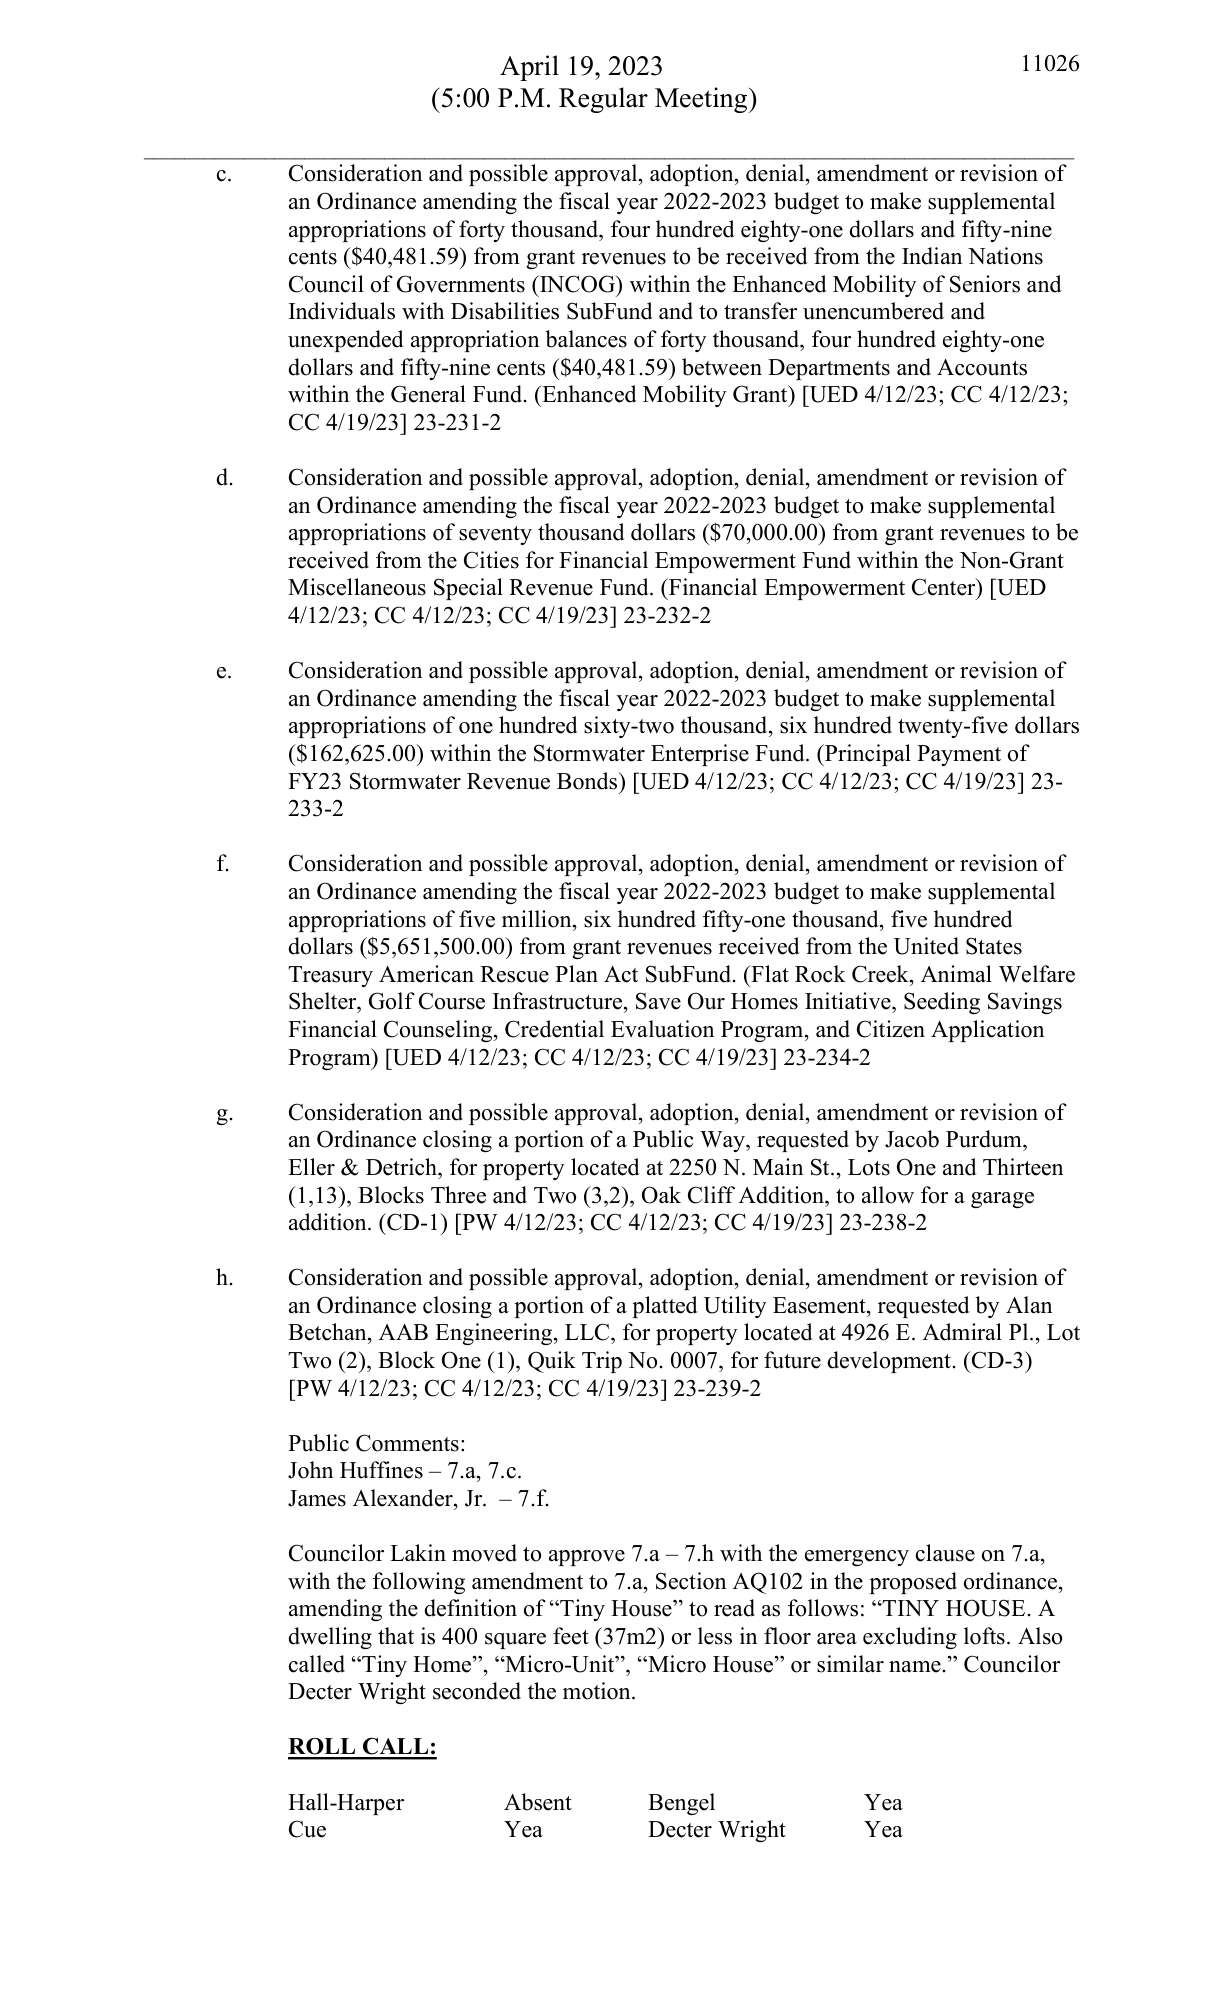 April 19, 2023
11026
(5:00 P.M. Regular Meeting)
c. Consideration and possible approval, adoption, denial, amendment or revision of
an Ordinance amending the fiscal year 2022-2023 budget to make supplemental
appropriations of forty thousand, four hundred eighty-one dollars and fifty-nine
cents ($40,481.59) from grant revenues to be received from the Indian Nations
Council of Governments (INCOG) within the Enhanced Mobility of Seniors and
Individuals with Disabilities SubFund and to transfer unencumbered and
unexpended appropriation balances of forty thousand, four hundred eighty-one
dollars and fifty-nine cents ($40,481.59) between Departments and Accounts
within the General Fund. (Enhanced Mobility Grant) [UED 4/12/23; CC 4/12/23;
CC 4/19/23] 23-231-2
d. Consideration and possible approval, adoption, denial, amendment or revision of
an Ordinance amending the fiscal year 2022-2023 budget to make supplemental
appropriations of seventy thousand dollars ($70,000.00) from grant revenues to be
received from the Cities for Financial Empowerment Fund within the Non-Grant
Miscellaneous Special Revenue Fund. (Financial Empowerment Center) [UED
4/12/23; CC 4/12/23; CC 4/19/23] 23-232-2
e. Consideration and possible approval, adoption, denial, amendment or revision of
an Ordinance amending the fiscal year 2022-2023 budget to make supplemental
appropriations of one hundred sixty-two thousand, six hundred twenty-five dollars
($162,625.00) within the Stormwater Enterprise Fund. (Principal Payment of
FY23 Stormwater Revenue Bonds) [UED 4/12/23; CC 4/12/23; CC 4/19/23] 23-
233-2
f. Consideration and possible approval, adoption, denial, amendment or revision of
an Ordinance amending the fiscal year 2022-2023 budget to make supplemental
appropriations of five million, six hundred fifty-one thousand, five hundred
dollars ($5,651,500.00) from grant revenues received from the United States
Treasury American Rescue Plan Act SubFund. (Flat Rock Creek, Animal Welfare
Shelter, Golf Course Infrastructure, Save Our Homes Initiative, Seeding Savings
Financial Counseling, Credential Evaluation Program, and Citizen Application
Program) [UED 4/12/23; CC 4/12/23; CC 4/19/23] 23-234-2
g. Consideration and possible approval, adoption, denial, amendment or revision of
an Ordinance closing a portion of a Public Way, requested by Jacob Purdum,
Eller & Detrich, for property located at 2250 N. Main St., Lots One and Thirteen
(1,13), Blocks Three and Two (3,2), Oak Cliff Addition, to allow for a garage
addition. (CD-1) [PW 4/12/23; CC 4/12/23; CC 4/19/23] 23-238-2
h. Consideration and possible approval, adoption, denial, amendment or revision of
an Ordinance closing a portion of a platted Utility Easement, requested by Alan
Betchan, AAB Engineering, LLC, for property located at 4926 E. Admiral Pl., Lot
Two (2), Block One (1), Quik Trip No. 0007, for future development. (CD-3)
[PW 4/12/23; CC 4/12/23; CC 4/19/23] 23-239-2
Public Comments:
John Huffines – 7.a, 7.c.
James Alexander, Jr. – 7.f.
Councilor Lakin moved to approve 7.a – 7.h with the emergency clause on 7.a,
with the following amendment to 7.a, Section AQ102 in the proposed ordinance,
amending the definition of “Tiny House” to read as follows: “TINY HOUSE. A
dwelling that is 400 square feet (37m2) or less in floor area excluding lofts. Also
called “Tiny Home”, “Micro-Unit”, “Micro House” or similar name.” Councilor
Decter Wright seconded the motion.
ROLL CALL:
Hall-Harper Absent Bengel Yea
Cue Yea Decter Wright Yea